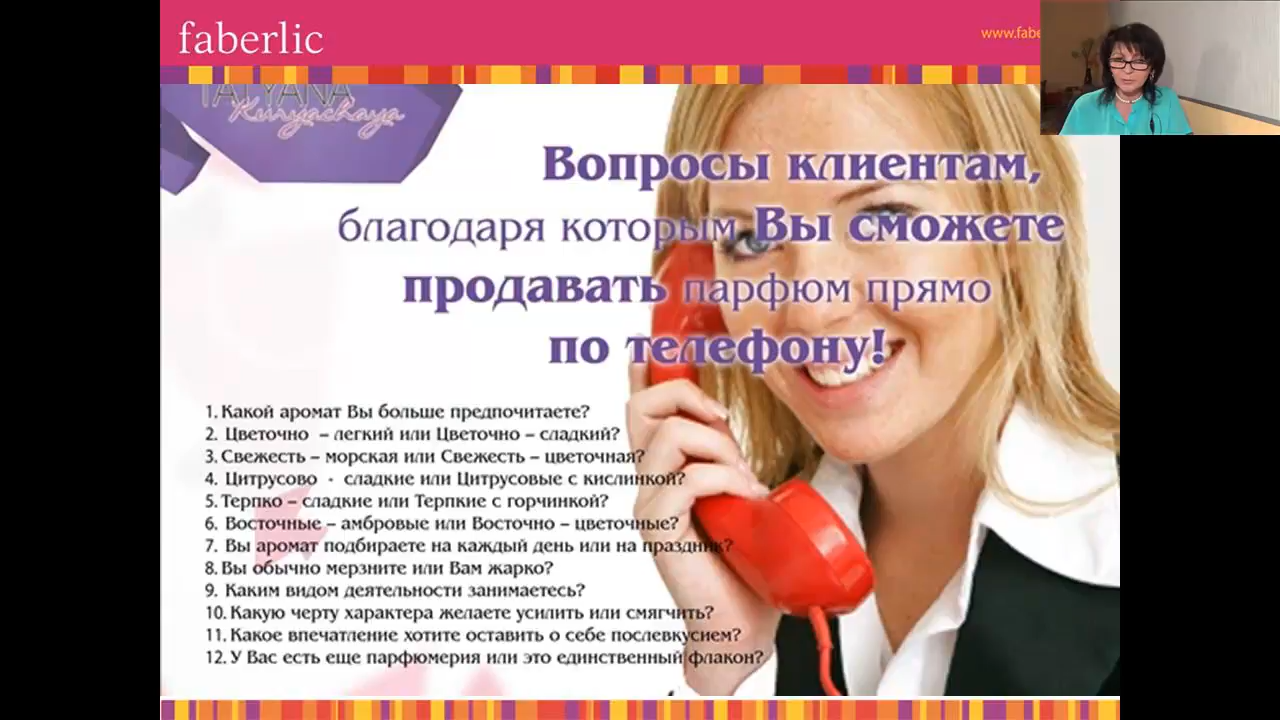 faberlic
www.fabe
TATYANA
Вопросы клиентам,
благодаря которым Вы сможете
продавать парфюм прямо
по телефону!
1. Какой аромат Вы больше предпочитаете?
2. Цветочно – легкий или Цветочно – сладкий?
3. Свежесть – морская или Свежесть – цветочная?
4. Цитрусово - сладкие или Цитрусовые с кислинкой?
5. Терпко – сладкие или Терпкие с горчинкой?
6. Восточные – амбровые или Восточно – цветочные?
7. Вы аромат подбираете на каждый день или на праздник?
8. Вы обычно мерзните или Вам жарко?
9. Каким видом деятельности занимаетесь?
10. Какую черту характера желаете усилить или смягчить?
11. Какое впечатление хотите оставить о себе послевкусием?
12. У Вас есть еще парфюмерия или это единственный флакон?